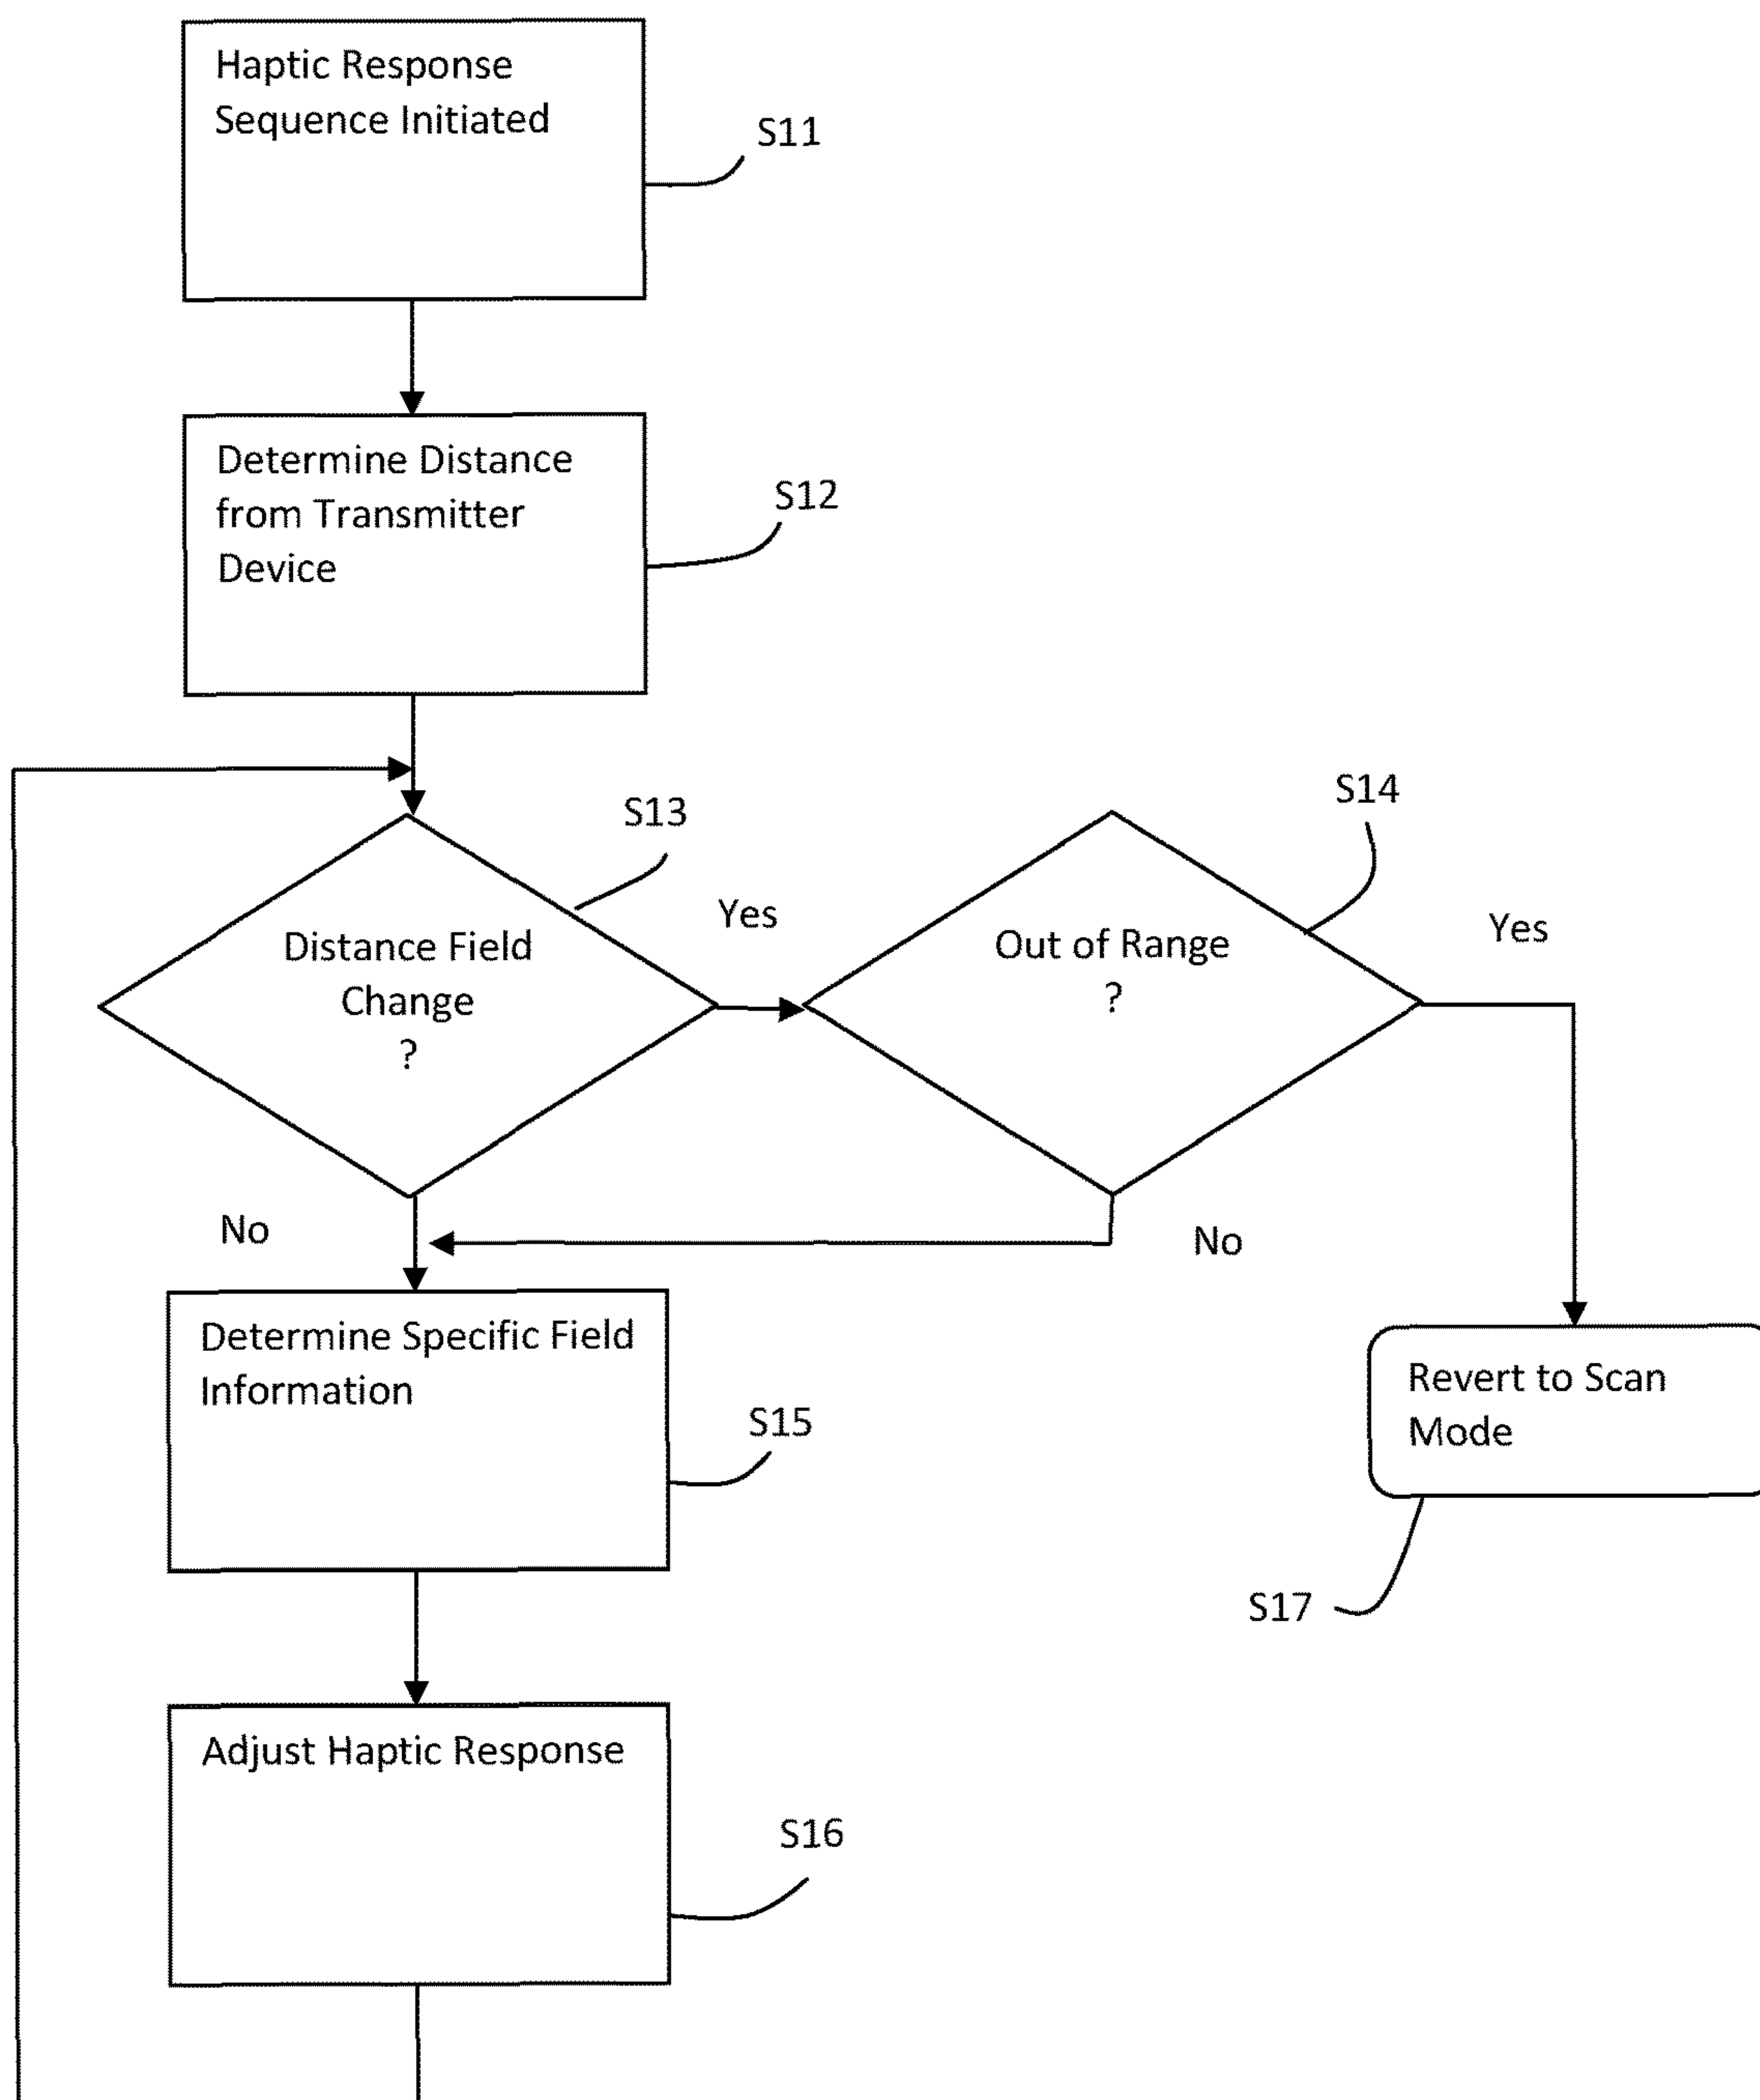 Haptic Response
Sequence Initiated
S11
Determine Distance
from Transmitter
Device
S12
S13
Distance Field
Change
?
Yes
S14
Out of Range
?
Yes
No
No
Determine Specific Field
Information
S15
Revert to Scan
Mode
S17
Adjust Haptic Response
S16